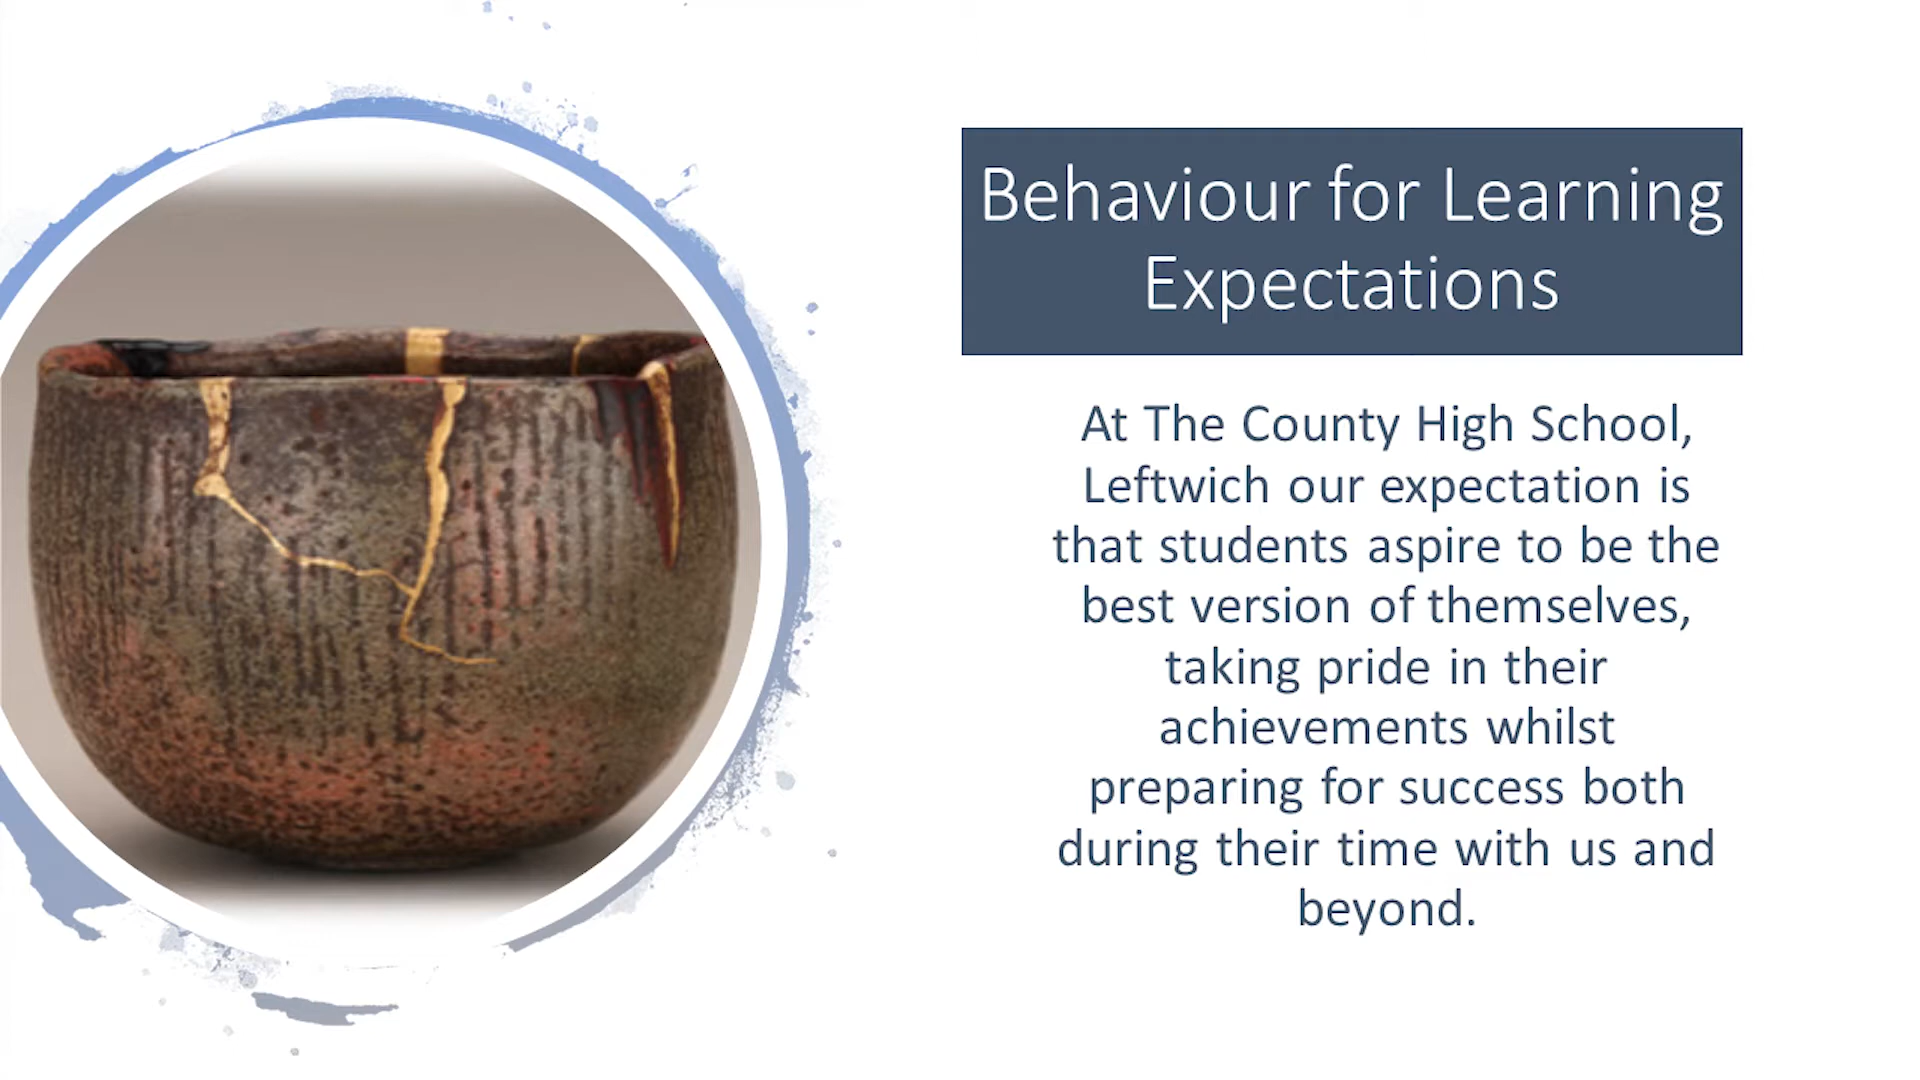 Behaviour for Learning
Expectations
At The County High School,
Leftwich our expectation is
that students aspire to be the
best version of themselves,
taking pride in their
achievements whilst
preparing for success both
during their time with us and
beyond.